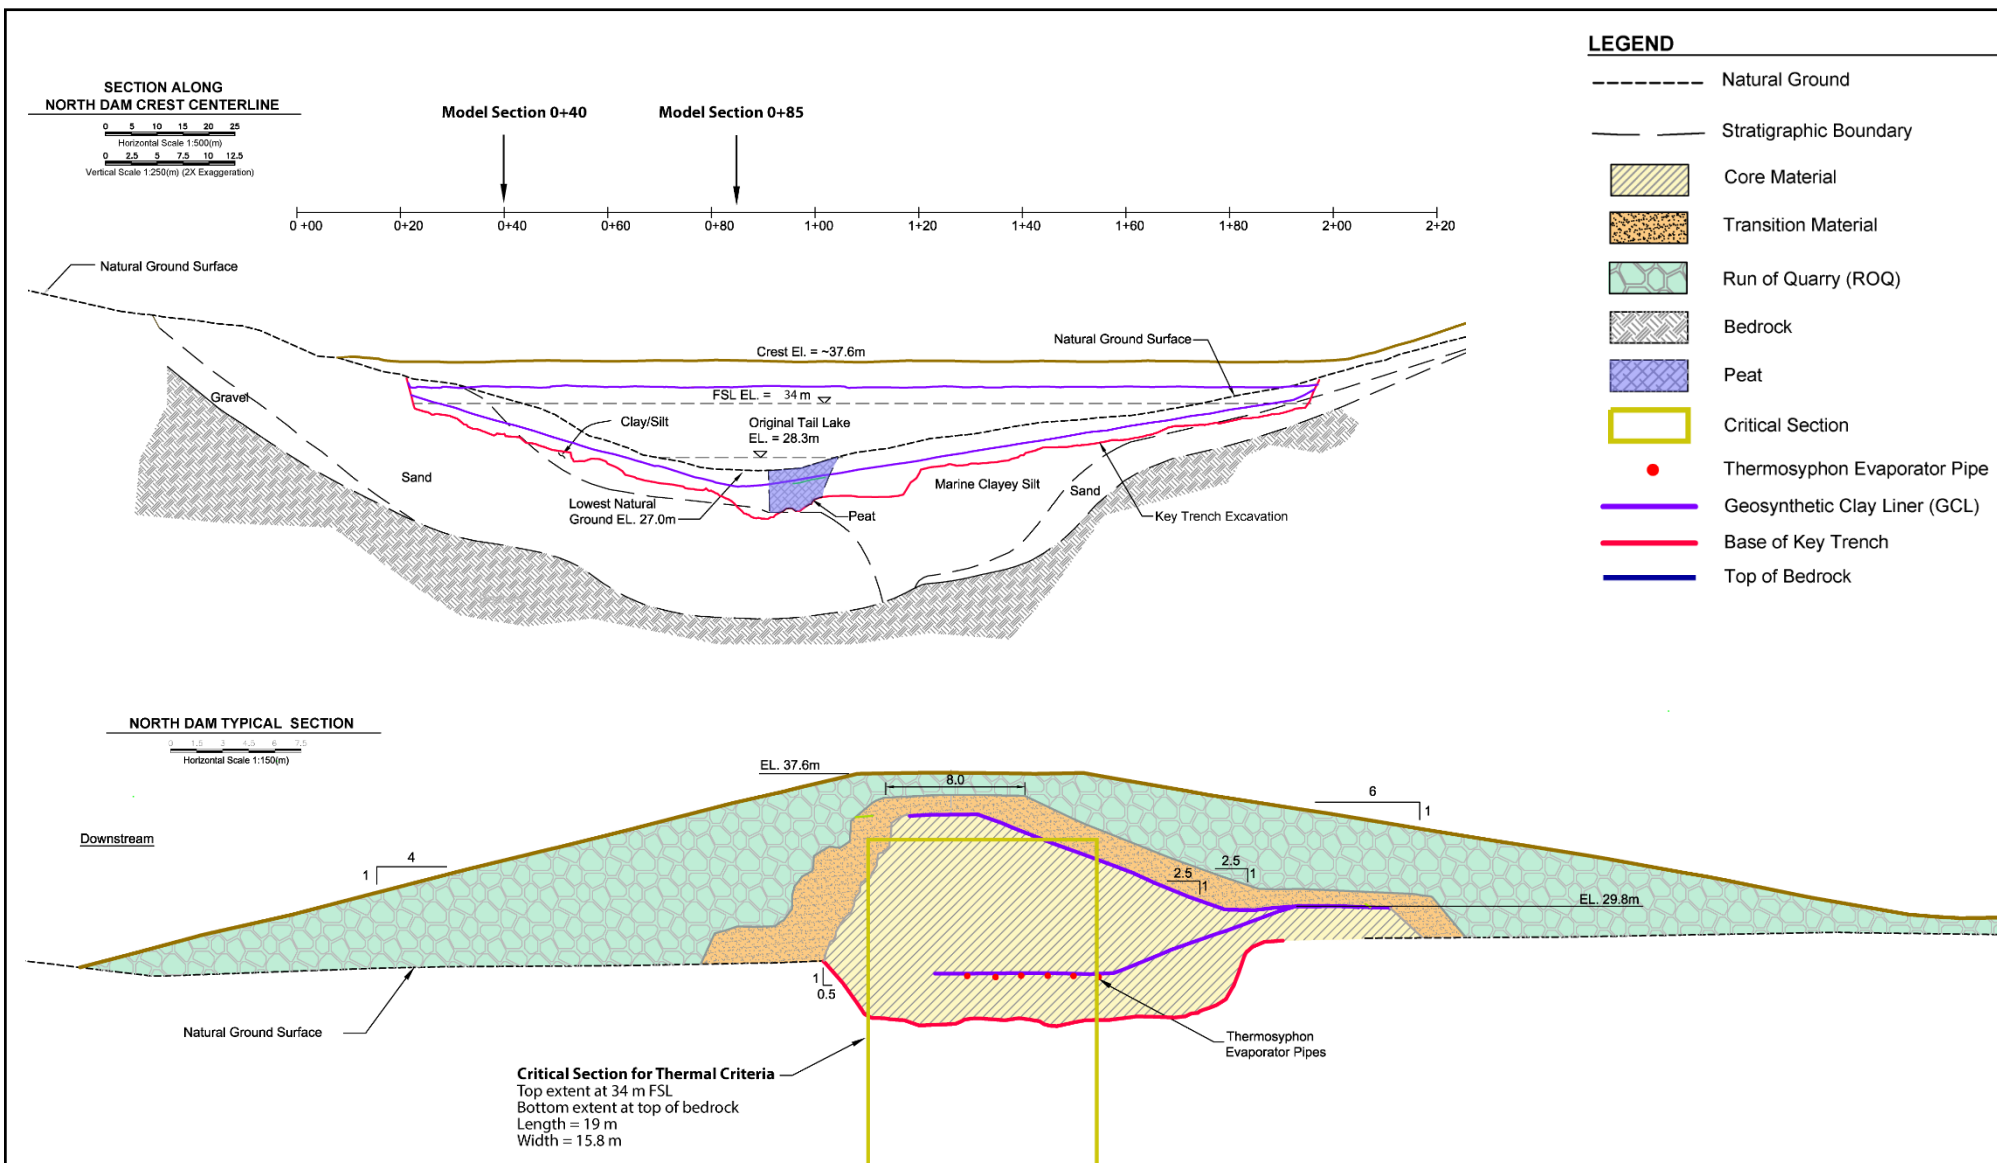 SECTION ALONG
NORTH DAM CREST CENTERLINE
0 5 10 15 20 25
Horizontal Scale 1:500(m)
0 2.5 5 7.5 10 12.5
Vertical Scale 1:250(m) (2X Exaggeration)
Model Section 0+40
Model Section 0+85
0 +00 0+20 0+40 0+60 0+80 1+00 1+20 1+40 1+60 1+80 2+00 2+20
Natural Ground Surface
Crest El. = ~37.6m
Natural Ground Surface
FSL EL. = 34 m
Gravel
Clay/Silt
Original Tail Lake
EL. = 28.3m
Sand
Marine Clayey Silt
Sand
Lowest Natural
Ground EL. 27.0m
Peat
Key Trench Excavation
LEGEND
Natural Ground
Stratigraphic Boundary
Core Material
Transition Material
Run of Quarry (ROQ)
Bedrock
Peat
Critical Section
Thermosyphon Evaporator Pipe
Geosynthetic Clay Liner (GCL)
Base of Key Trench
Top of Bedrock
NORTH DAM TYPICAL SECTION
0 1.5 3 4.5 6 7.5
Horizontal Scale 1:150(m)
EL. 37.6m
8.0
6
1
Downstream
4
1
2.5
1
2.5
1
EL. 29.8m
1
0.5
Natural Ground Surface
Thermosyphon
Evaporator Pipes
Critical Section for Thermal Criteria
Top extent at 34 m FSL
Bottom extent at top of bedrock
Length = 19 m
Width = 15.8 m